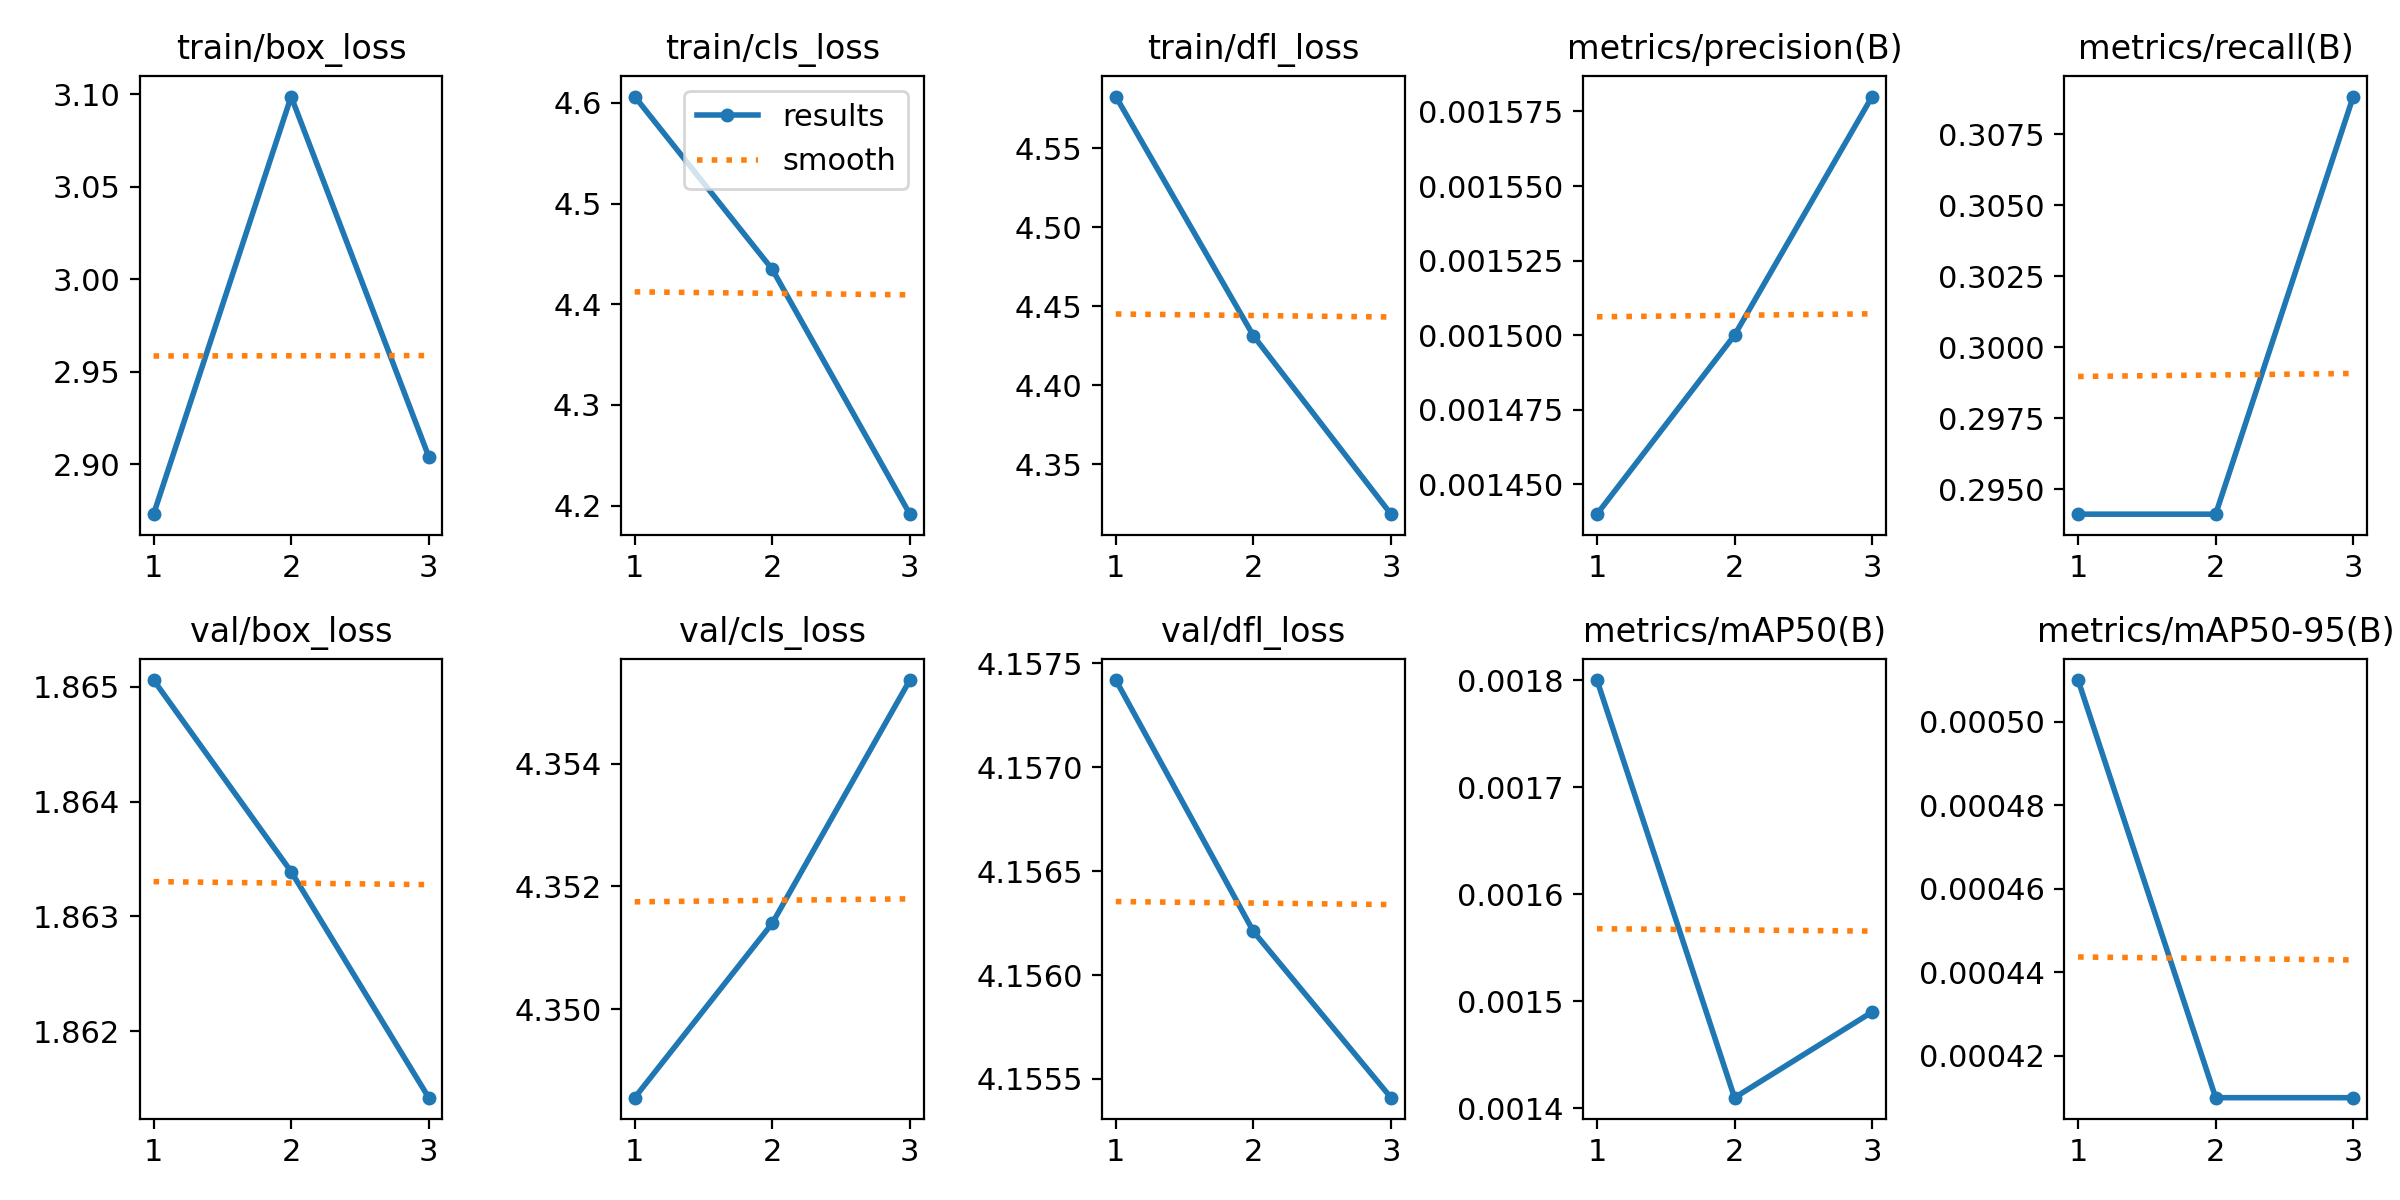 train/box_loss
3.10
3.05
3.00
2.95
2.90
1 2 3
train/cls_loss
results
smooth
4.6
4.5
4.4
4.3
4.2
1 2 3
train/dfl_loss
4.55
4.50
4.45
4.40
4.35
1 2 3
metrics/precision(B)
0.001575
0.001550
0.001525
0.001500
0.001475
0.001450
1 2 3
metrics/recall(B)
0.3075
0.3050
0.3025
0.3000
0.2975
0.2950
1 2 3
val/box_loss
1.865
1.864
1.863
1.862
1 2 3
val/cls_loss
4.354
4.352
4.350
1 2 3
val/dfl_loss
4.1575
4.1570
4.1565
4.1560
4.1555
1 2 3
metrics/mAP50(B)
0.0018
0.0017
0.0016
0.0015
0.0014
1 2 3
metrics/mAP50-95(B)
0.00050
0.00048
0.00046
0.00044
0.00042
1 2 3